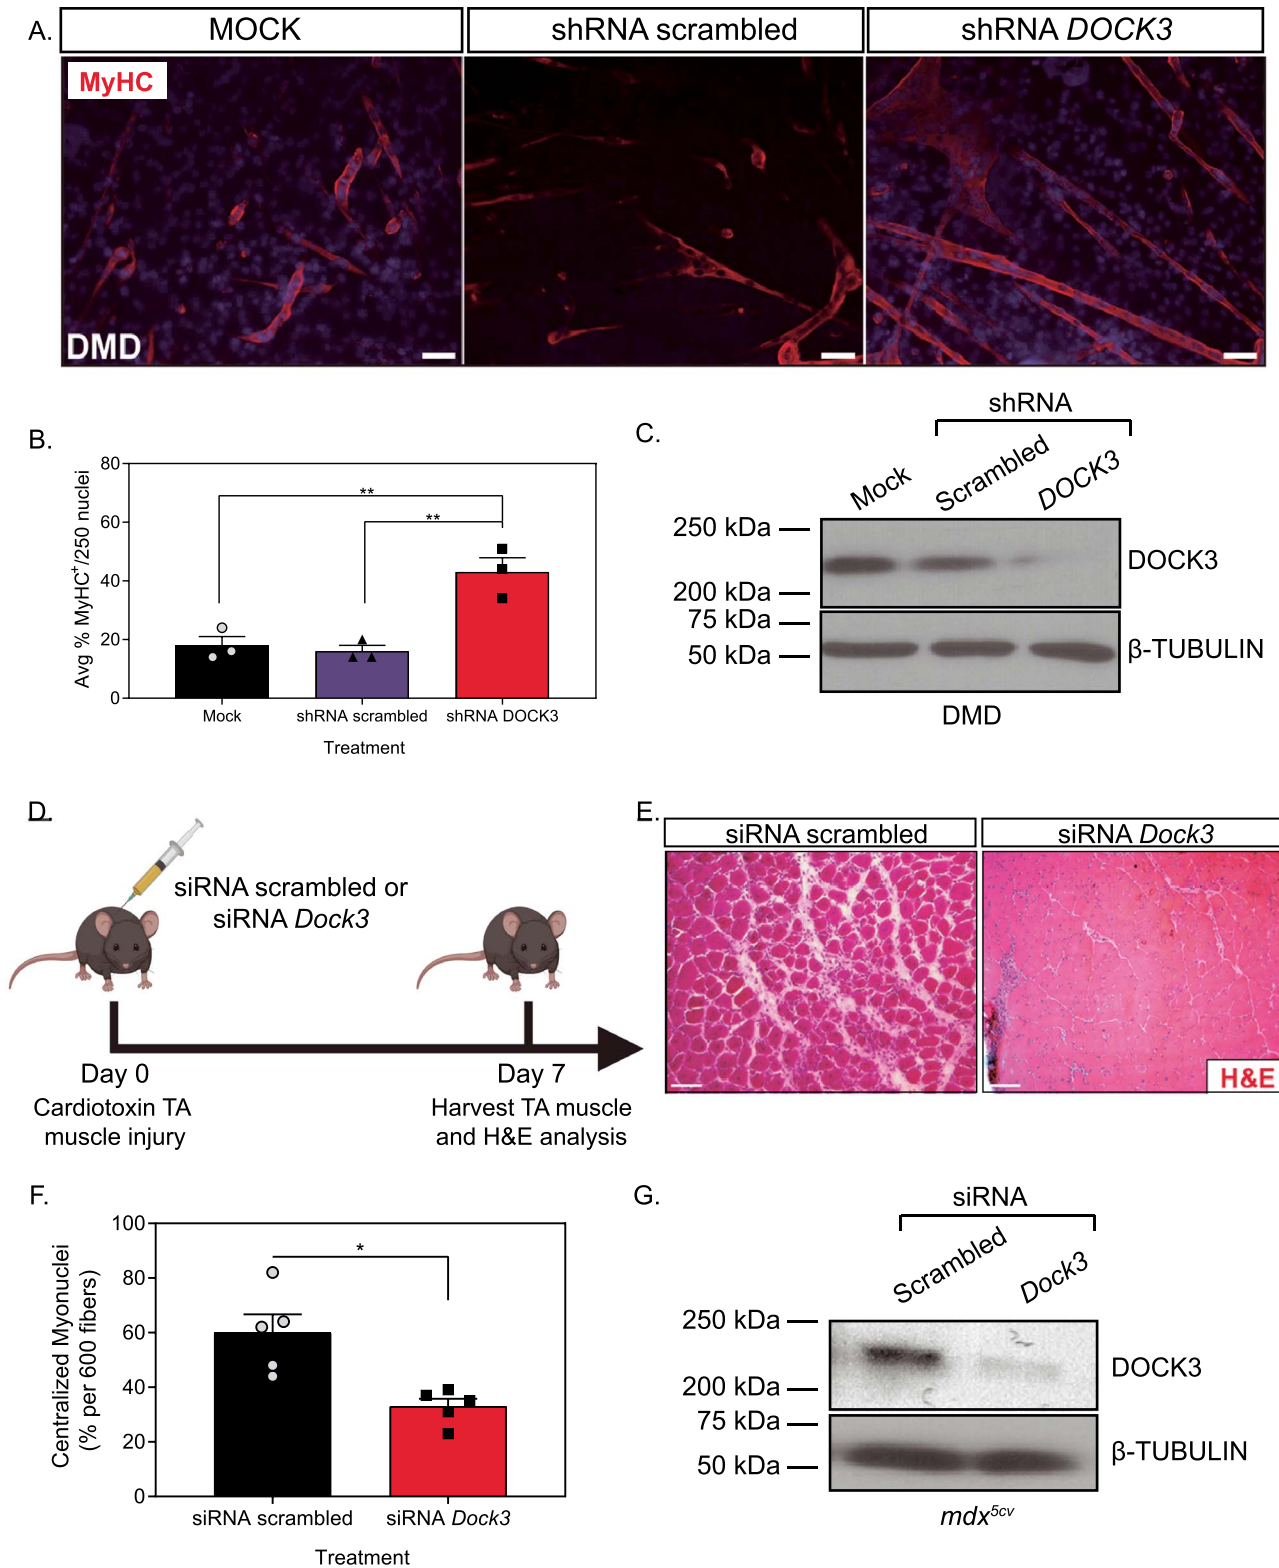 A.
MOCK
shRNA scrambled
shRNA DOCK3
MyHC
DMD
B.
Avg % MyHC⁺/250 nuclei
80
60
40
20
0
**
**
Mock
shRNA scrambled
shRNA DOCK3
Treatment
C.
shRNA
Mock
Scrambled
DOCK3
250 kDa
200 kDa
75 kDa
50 kDa
DOCK3
β-TUBULIN
DMD
D.
siRNA scrambled or
siRNA Dock3
Day 0
Cardiotoxin TA
muscle injury
Day 7
Harvest TA muscle
and H&E analysis
E.
siRNA scrambled
siRNA Dock3
H&E
F.
Centralized Myonuclei
(% per 600 fibers)
100
80
60
40
20
0
*
siRNA scrambled
siRNA Dock3
Treatment
G.
siRNA
Scrambled
Dock3
250 kDa
200 kDa
75 kDa
50 kDa
DOCK3
β-TUBULIN
mdx⁵ᶜᵛ